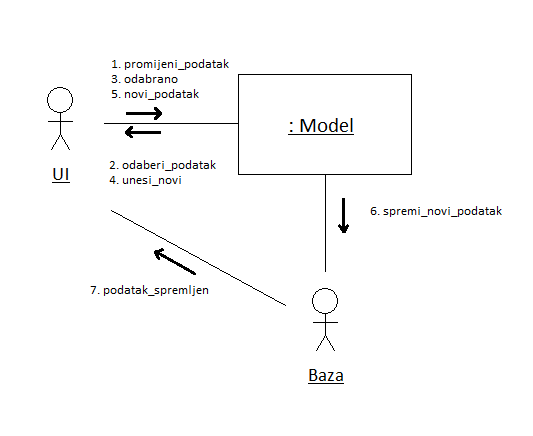 1. promijeni_podatak
3. odabrano
5. novi_podatak
: Model
UI
2. odaberi_podatak
4. unesi_novi
6. spremi_novi_podatak
7. podatak_spremljen
Baza